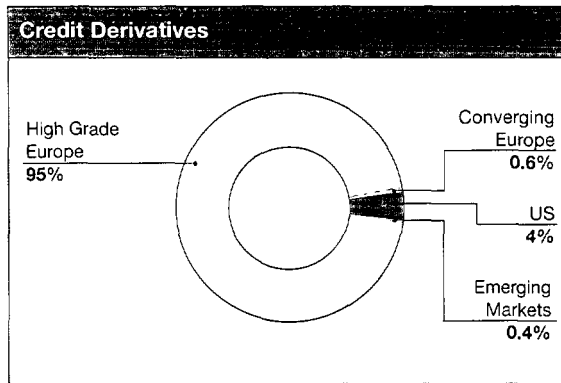 Credit Derivatives
High Grade
Europe
95%
Converging
Europe
0.6%
US
4%
Emerging
Markets
0.4%